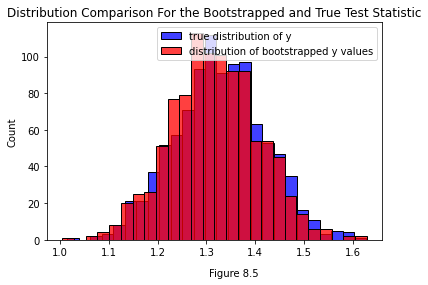 Distribution Comparison For the Bootstrapped and True Test Statistic
true distribution of y
distribution of bootstrapped y values
Count
100
80
60
40
20
0
1.0 1.1 1.2 1.3 1.4 1.5 1.6
Figure 8.5